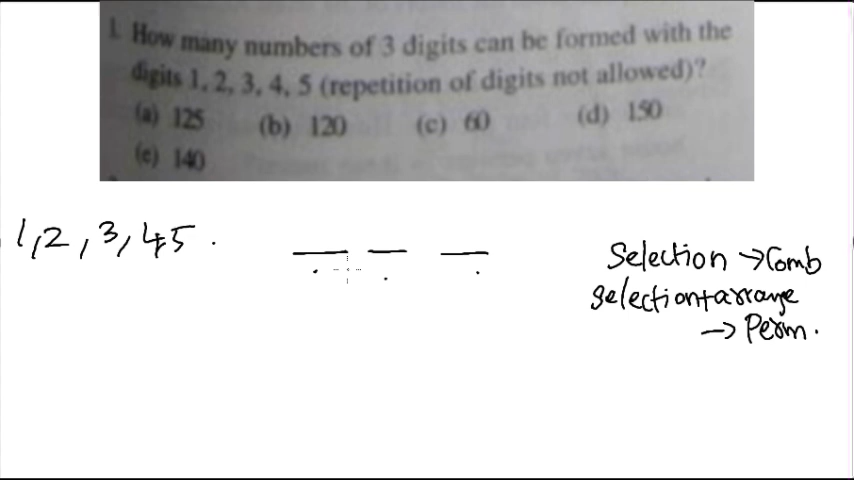 1. How many numbers of 3 digits can be formed with the
digits 1, 2, 3, 4, 5 (repetition of digits not allowed)?
(a) 125 (b) 120 (c) 60 (d) 150
(e) 140
1,2,3,4,5.
Selection → Comb
Selection+arrange
→ Perm.